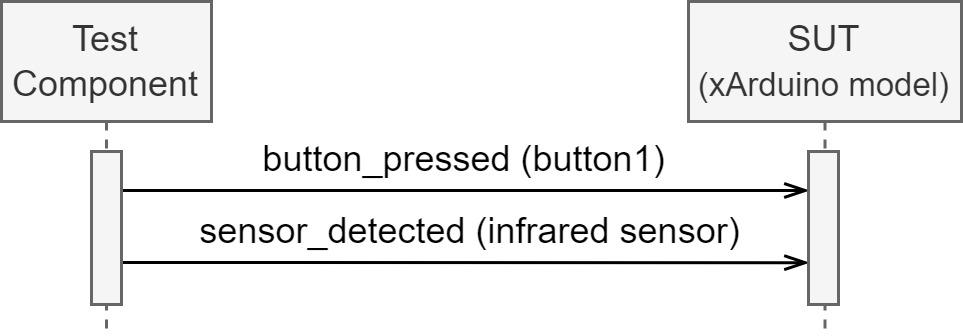 Test
Component
SUT
(xArduino model)
button_pressed (button1)
sensor_detected (infrared sensor)